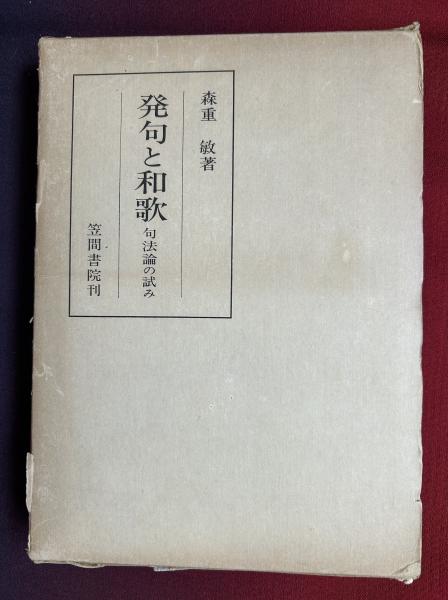 森重 敏著
発句と和歌
句法論の試み
笠間書院刊